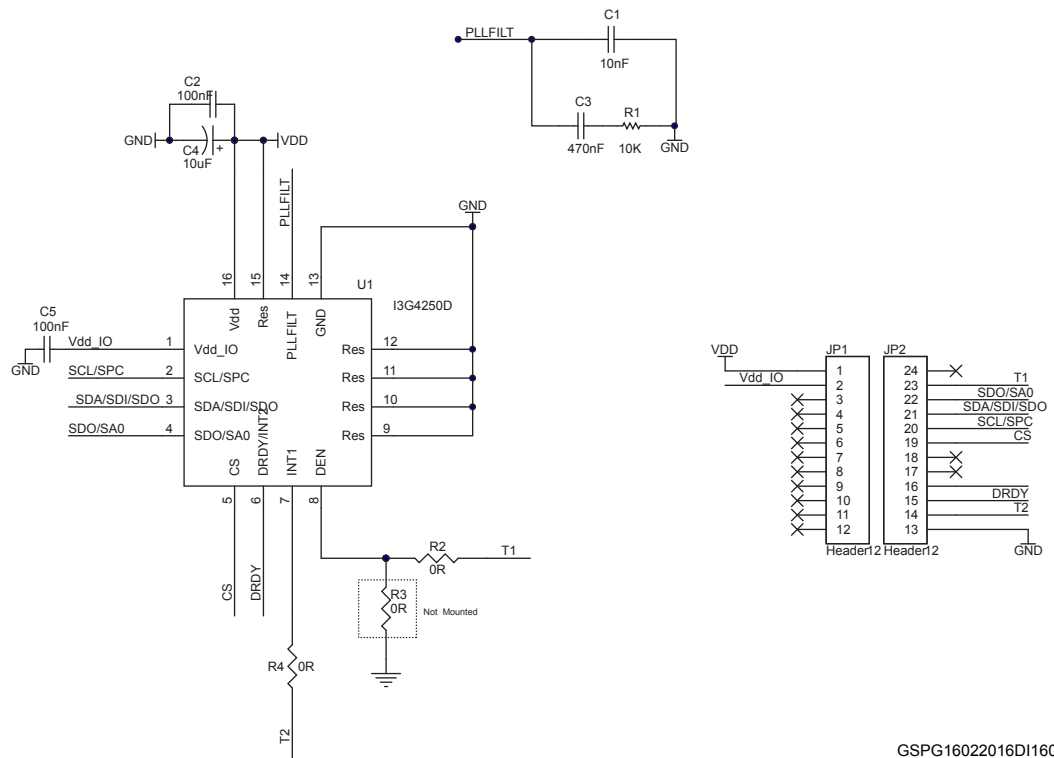 C1
PLLFILT
10nF
C3
R1
470nF
10K
GND
C2
100nF
GND
VDD
C4
10uF
+
PLLFILT
GND
16
15
14
13
U1
I3G4250D
Vdd
Res
PLLFILT
GND
C5
100nF
GND
Vdd_IO
1
Vdd_IO
Res
12
SCL/SPC
2
SCL/SPC
Res
11
SDA/SDI/SDO
3
SDA/SDI/SDO
Res
10
SDO/SA0
4
SDO/SA0
Res
9
CS
DRDY/INT2
INT1
DEN
5
6
7
8
CS
DRDY
R2
0R
T1
R3
0R
Not Mounted
R4
0R
T2
VDD
Vdd_IO
JP1
1
2
3
4
5
6
7
8
9
10
11
12
Header12
JP2
24
23
T1
22
SDO/SA0
21
SDA/SDI/SDO
20
SCL/SPC
19
CS
18
17
16
15
DRDY
14
T2
13
GND
Header12
GSPG16022016DI160